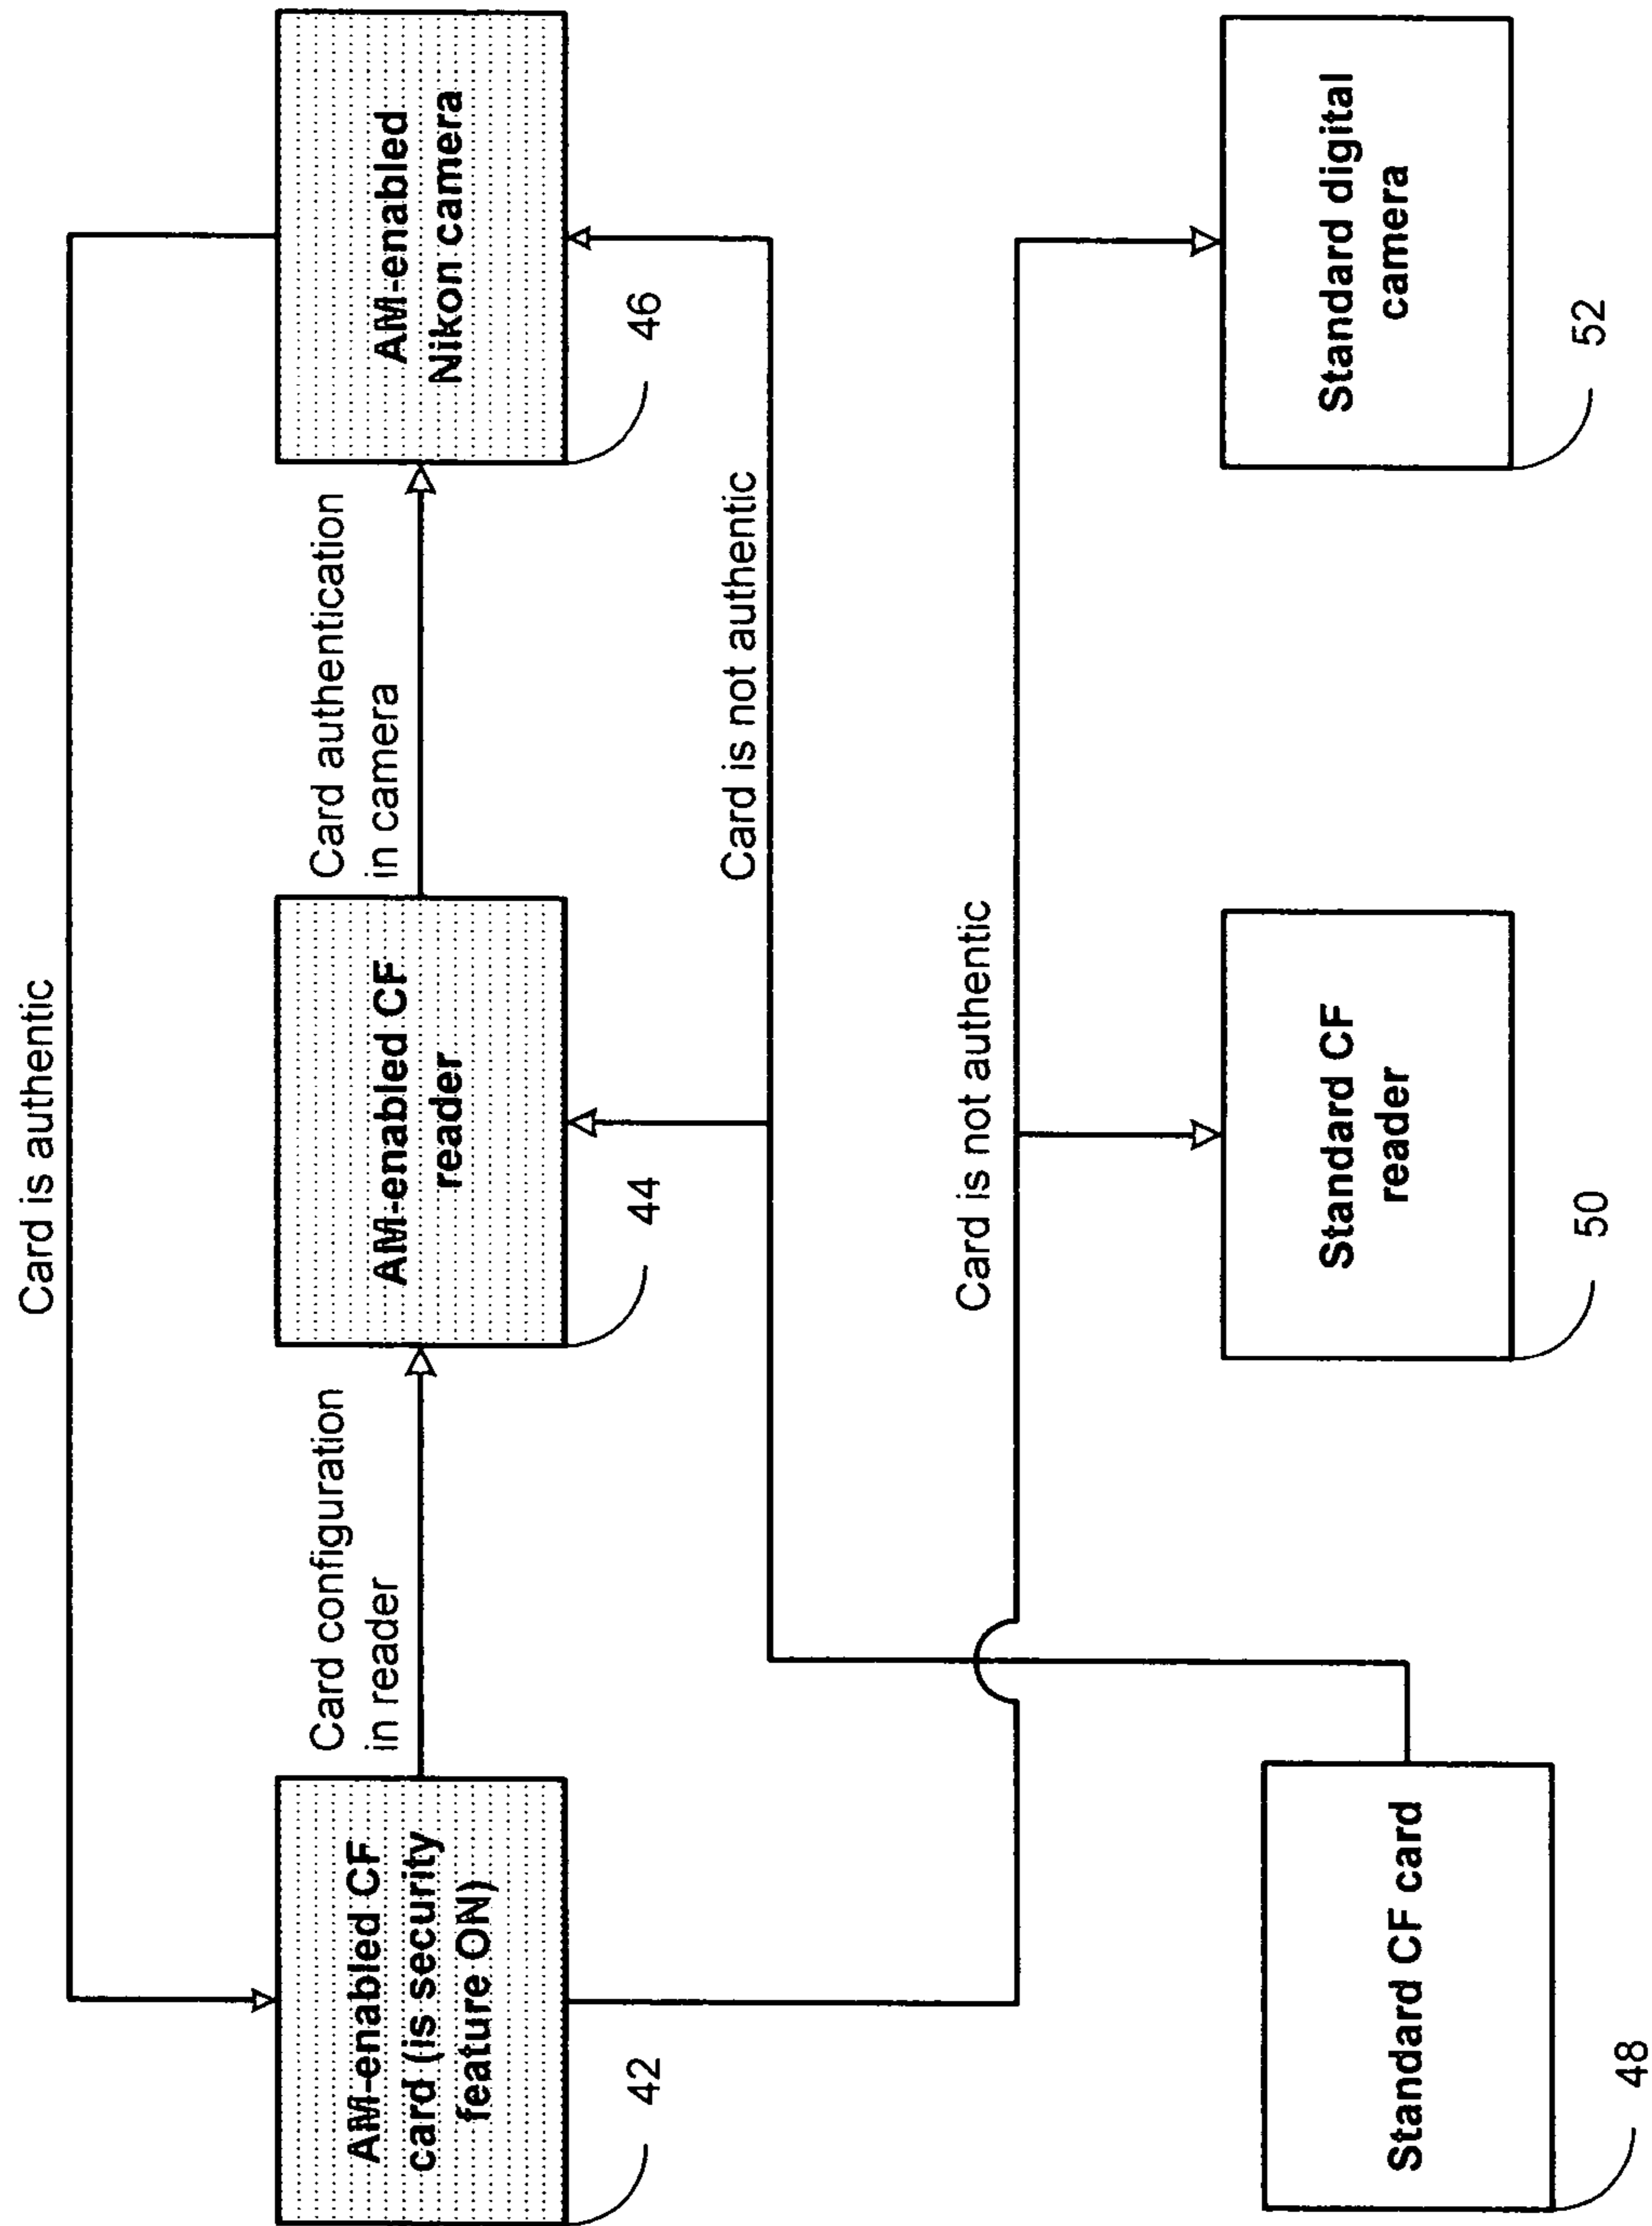 Card is authentic
AM-enabled CF
card (is security
feature ON)
42
Card configuration
in reader
AM-enabled CF
reader
44
Card authentication
in camera
AM-enabled
Nikon camera
46
Card is not authentic
Card is not authentic
Standard CF card
48
Standard CF
reader
50
Standard digital
camera
52